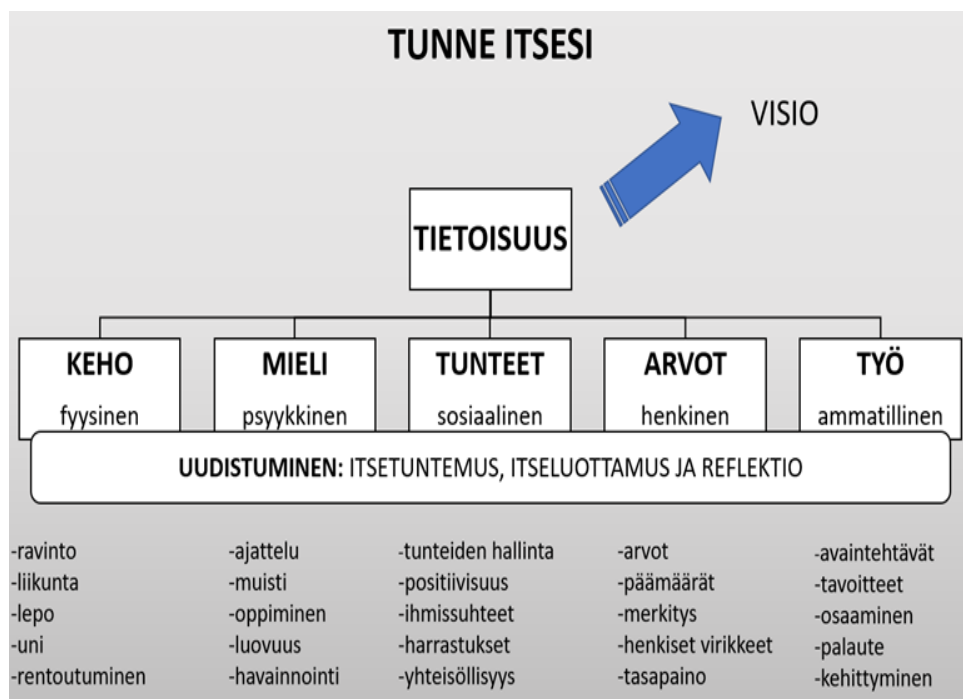 TUNNE ITSESI
VISIO
TIETOISUUS
KEHO
fyysinen
MIELI
psyykkinen
TUNTEET
sosiaalinen
ARVOT
henkinen
TYÖ
ammatillinen
UUDISTUMINEN: ITSETUNTEMUS, ITSELUOTTAMUS JA REFLEKTIO
-ravinto
-liikunta
-lepo
-uni
-rentoutuminen
-ajattelu
-muisti
-oppiminen
-luovuus
-havainnointi
-tunteiden hallinta
-positiivisuus
-ihmissuhteet
-harrastukset
-yhteisöllisyys
-arvot
-päämäärät
-merkitys
-henkiset virikkeet
-tasapaino
-avaintehtävät
-tavoitteet
-osaaminen
-palaute
-kehittyminen